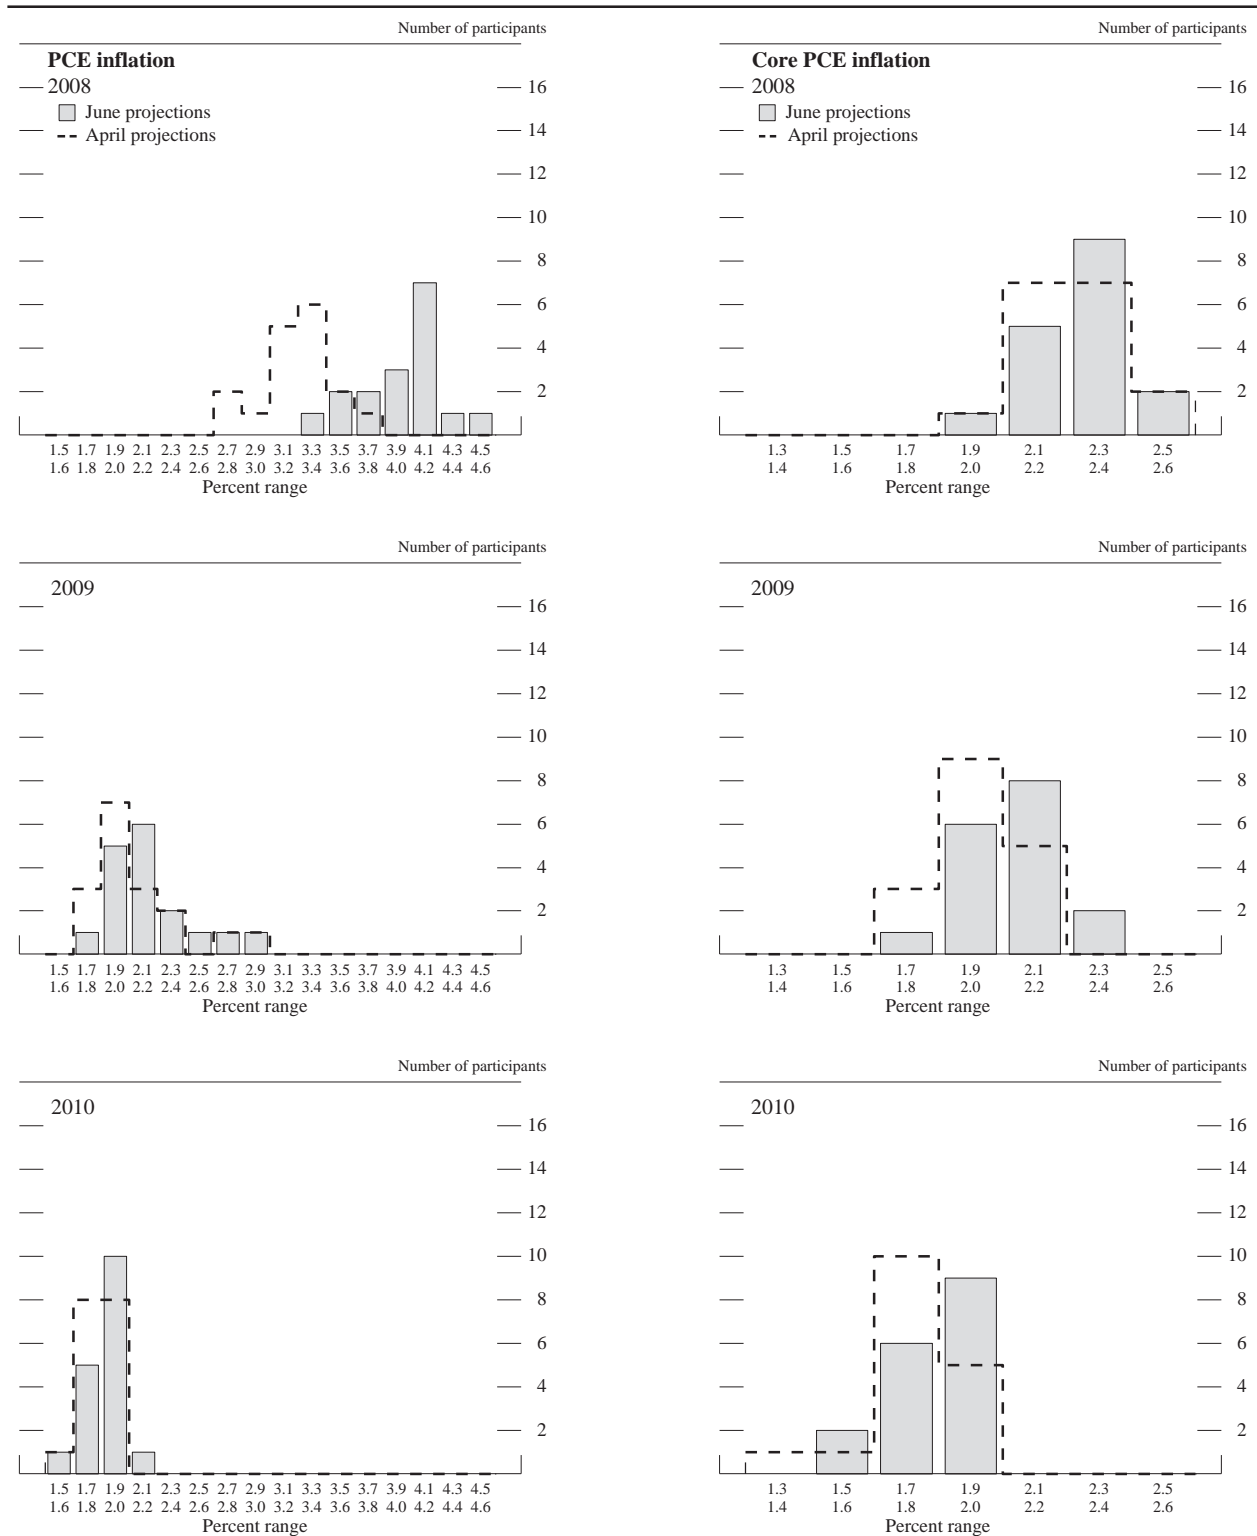 Number of participants
PCE inflation
2008
June projections
April projections
16
14
12
10
8
6
4
2
1.5 1.7 1.9 2.1 2.3 2.5 2.7 2.9 3.1 3.3 3.5 3.7 3.9 4.1 4.3 4.5
1.6 1.8 2.0 2.2 2.4 2.6 2.8 3.0 3.2 3.4 3.6 3.8 4.0 4.2 4.4 4.6
Percent range
Number of participants
Core PCE inflation
2008
June projections
April projections
16
14
12
10
8
6
4
2
1.3 1.5 1.7 1.9 2.1 2.3 2.5
1.4 1.6 1.8 2.0 2.2 2.4 2.6
Percent range
Number of participants
2009
16
14
12
10
8
6
4
2
1.5 1.7 1.9 2.1 2.3 2.5 2.7 2.9 3.1 3.3 3.5 3.7 3.9 4.1 4.3 4.5
1.6 1.8 2.0 2.2 2.4 2.6 2.8 3.0 3.2 3.4 3.6 3.8 4.0 4.2 4.4 4.6
Percent range
Number of participants
2009
16
14
12
10
8
6
4
2
1.3 1.5 1.7 1.9 2.1 2.3 2.5
1.4 1.6 1.8 2.0 2.2 2.4 2.6
Percent range
Number of participants
2010
16
14
12
10
8
6
4
2
1.5 1.7 1.9 2.1 2.3 2.5 2.7 2.9 3.1 3.3 3.5 3.7 3.9 4.1 4.3 4.5
1.6 1.8 2.0 2.2 2.4 2.6 2.8 3.0 3.2 3.4 3.6 3.8 4.0 4.2 4.4 4.6
Percent range
Number of participants
2010
16
14
12
10
8
6
4
2
1.3 1.5 1.7 1.9 2.1 2.3 2.5
1.4 1.6 1.8 2.0 2.2 2.4 2.6
Percent range